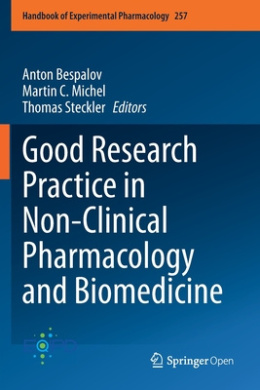 Handbook of Experimental Pharmacology 257
Anton Bespalov
Martin C. Michel
Thomas Steckler Editors
Good Research
Practice in
Non-Clinical
Pharmacology
and Biomedicine
Springer Open